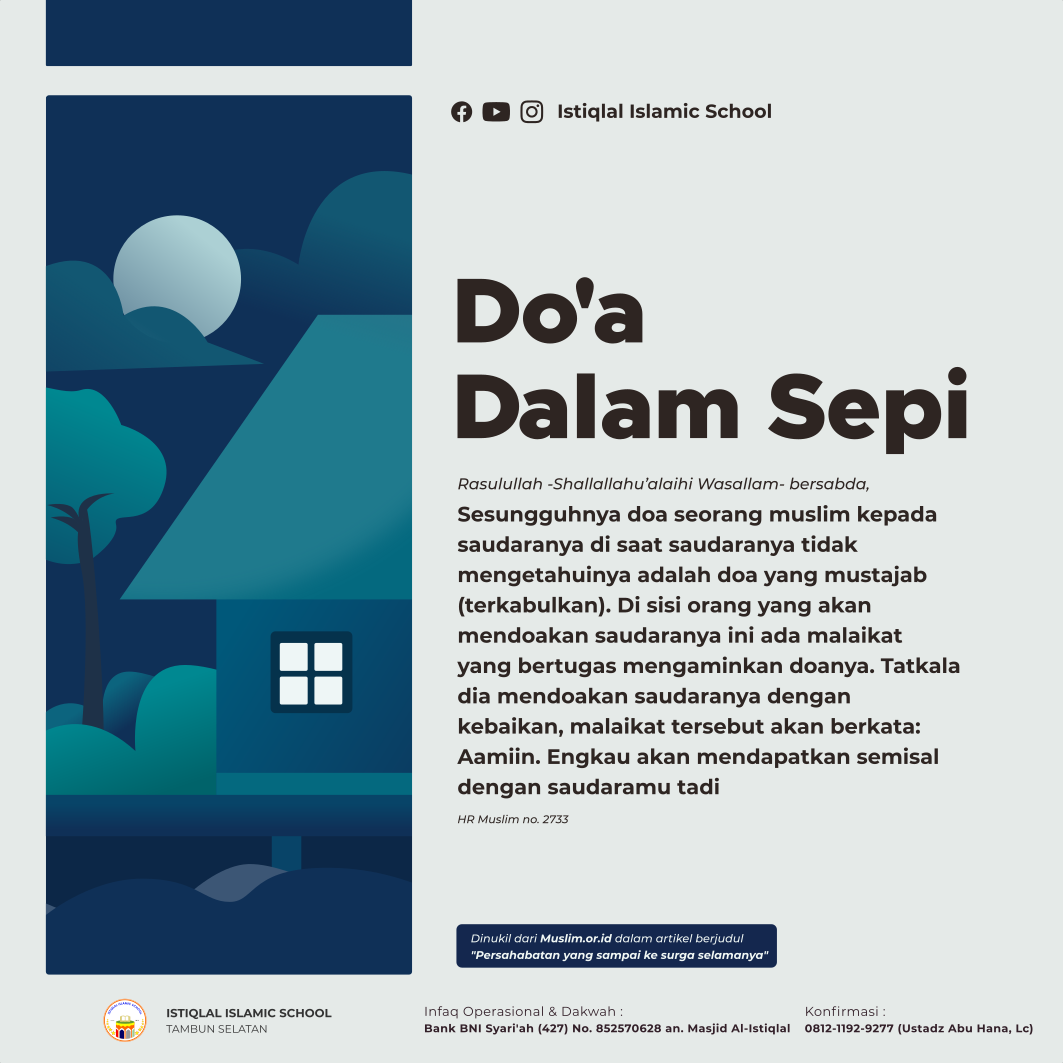 Istiqlal Islamic School
Do'a
Dalam Sepi
Rasulullah -Shallallahu’alaihi Wasallam- bersabda,
Sesungguhnya doa seorang muslim kepada
saudaranya di saat saudaranya tidak
mengetahuinya adalah doa yang mustajab
(terkabulkan). Di sisi orang yang akan
mendoakan saudaranya ini ada malaikat
yang bertugas mengaminkan doanya. Tatkala
dia mendoakan saudaranya dengan
kebaikan, malaikat tersebut akan berkata:
Aamiin. Engkau akan mendapatkan semisal
dengan saudaramu tadi
HR Muslim no. 2733
Dinukil dari Muslim.or.id dalam artikel berjudul
"Persahabatan yang sampai ke surga selamanya"
ISTIQLAL ISLAMIC SCHOOL
TAMBUN SELATAN
Infaq Operasional & Dakwah :
Bank BNI Syari'ah (427) No. 852570628 an. Masjid Al-Istiqlal
Konfirmasi :
0812-1192-9277 (Ustadz Abu Hana, Lc)